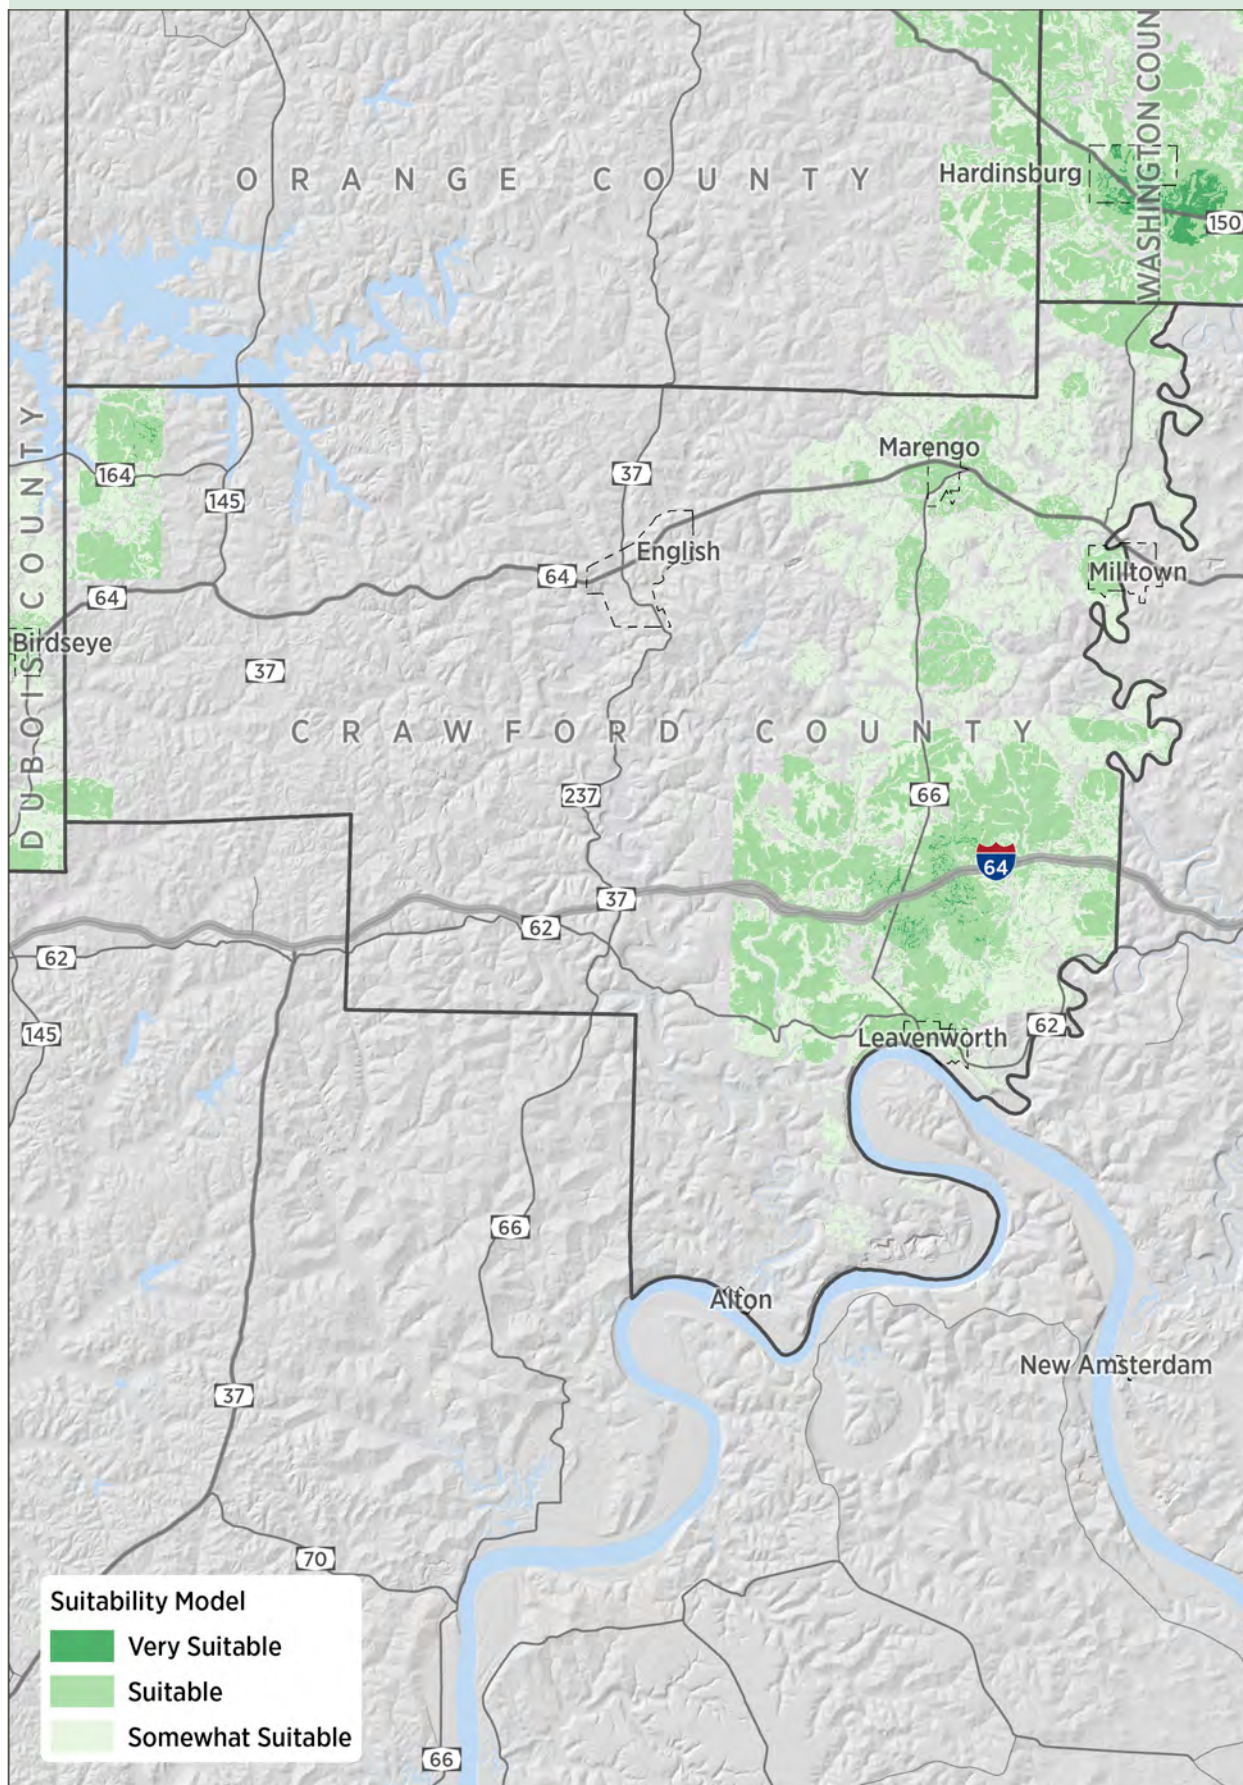 WASHINGTON COUN
ORANGE COUNTY
Hardinsburg
150
DUBOIS COUNTY
Marengo
164
37
145
English
64
Milltown
64
Birdseye
37
CRAWFORD COUNTY
237
66
64
37
62
62
145
62
Leavenworth
66
Alton
New Amsterdam
37
70
Suitability Model
Very Suitable
Suitable
Somewhat Suitable
66